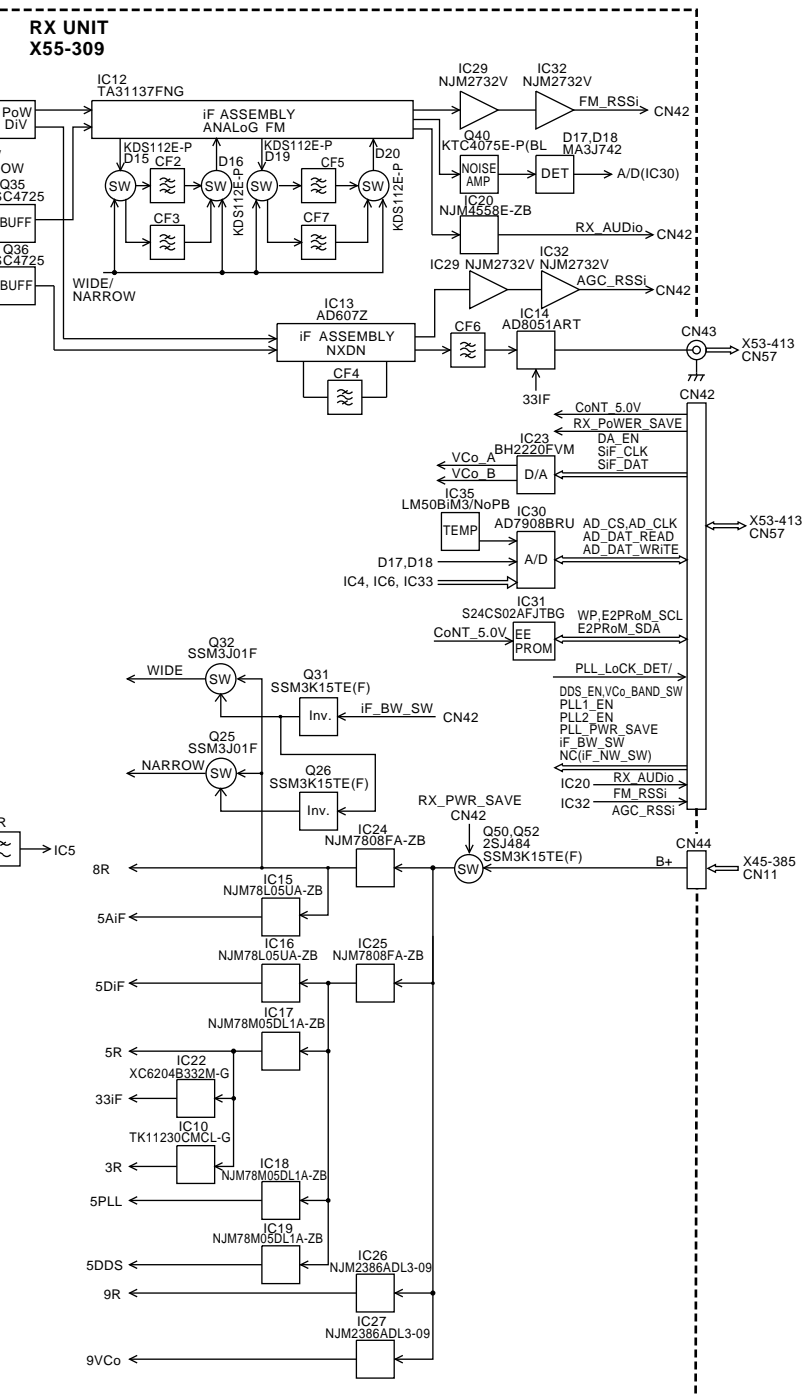 RX UNIT
X55-309
IC12
TA31137FNG
IC29
NJM2732V
IC32
NJM2732V
FM_RSSi
CN42
PoW
DiV
iF ASSEMBLY
ANALoG FM
OW
Q35
SC4725
BUFF
Q36
SC4725
BUFF
KDS112E-P
D15
CF2
D16
KDS112E-P
KDS112E-P
D19
CF5
D20
KDS112E-P
SW
SW
SW
SW
CF3
CF7
WIDE/
NARROW
Q40
KTC4075E-P(BL
NOISE
AMP
D17,D18
MA3J742
DET
A/D(IC30)
IC20
NJM4558E-ZB
RX_AUDio
CN42
IC29 NJM2732V
IC32
NJM2732V
AGC_RSSi
CN42
IC13
AD607Z
iF ASSEMBLY
NXDN
CF4
CF6
IC14
AD8051ART
33IF
CN43
X53-413
CN57
CN42
CoNT_5.0V
RX_PoWER_SAVE
DA_EN
SiF_CLK
SiF_DAT
IC23
BH2220FVM
D/A
VCo_A
VCo_B
IC35
LM50BiM3/NoPB
TEMP
IC30
AD7908BRU
A/D
AD_CS,AD_CLK
AD_DAT_READ
AD_DAT_WRiTE
X53-413
CN57
D17,D18
IC4, IC6, IC33
IC31
S24CS02AFJTBG
CoNT_5.0V
EE
PROM
WP,E2PRoM_SCL
E2PRoM_SDA
PLL_LoCK_DET/
DDS_EN,VCo_BAND_SW
PLL1_EN
PLL2_EN
PLL_PWR_SAVE
iF_BW_SW
NC(iF_NW_SW)
IC20
RX_AUDio
IC32
FM_RSSi
AGC_RSSi
Q32
SSM3J01F
WIDE
SW
Q31
SSM3K15TE(F)
Inv.
iF_BW_SW
CN42
Q25
SSM3J01F
NARROW
SW
Q26
SSM3K15TE(F)
Inv.
R
IC5
RX_PWR_SAVE
CN42
Q50,Q52
2SJ484
SSM3K15TE(F)
SW
B+
CN44
X45-385
CN11
IC24
NJM7808FA-ZB
8R
IC15
NJM78L05UA-ZB
5AiF
IC16
NJM78L05UA-ZB
IC25
NJM7808FA-ZB
5DiF
IC17
NJM78M05DL1A-ZB
5R
IC22
XC6204B332M-G
33iF
IC10
TK11230CMCL-G
3R
IC18
NJM78M05DL1A-ZB
5PLL
IC19
NJM78M05DL1A-ZB
5DDS
IC26
NJM2386ADL3-09
9R
IC27
NJM2386ADL3-09
9VCo